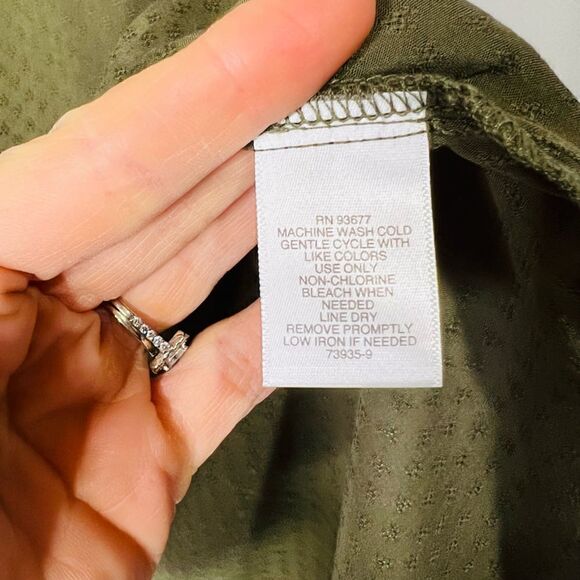 RN 93677
MACHINE WASH COLD
GENTLE CYCLE WITH
LIKE COLORS
USE ONLY
NON-CHLORINE
BLEACH WHEN
NEEDED
LINE DRY
REMOVE PROMPTLY
LOW IRON IF NEEDED
73935-9